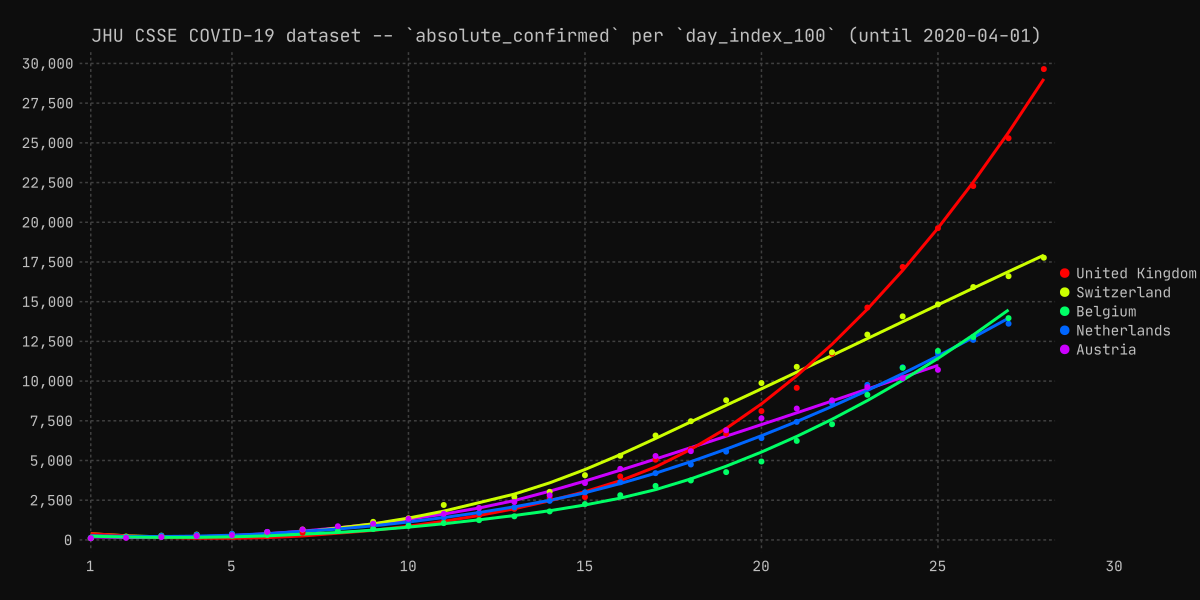 JHU CSSE COVID-19 dataset -- `absolute_confirmed` per `day_index_100` (until 2020-04-01)
30,000
27,500
25,000
22,500
20,000
17,500
15,000
12,500
10,000
7,500
5,000
2,500
0
1 5 10 15 20 25 30
United Kingdom
Switzerland
Belgium
Netherlands
Austria